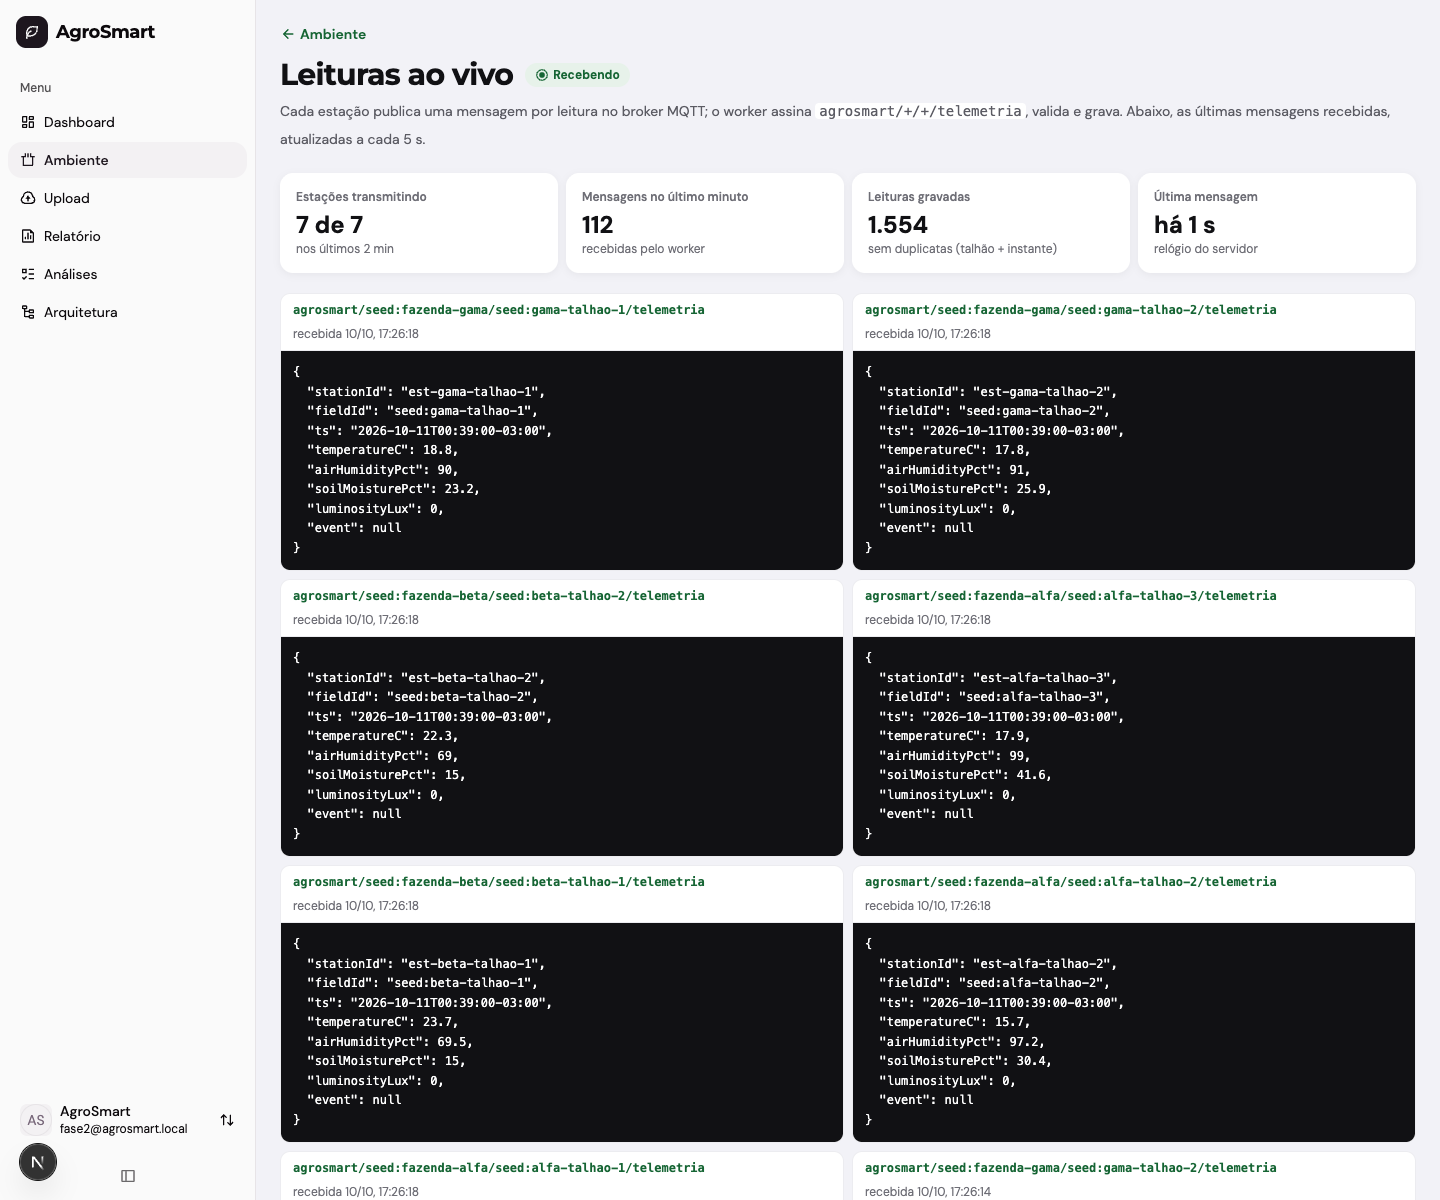 AgroSmart
Menu
Dashboard
Ambiente
Upload
Relatório
Análises
Arquitetura
AS
AgroSmart
fase2@agrosmart.local
N
← Ambiente
Leituras ao vivo
Recebendo
Cada estação publica uma mensagem por leitura no broker MQTT; o worker assina agrosmart/+/+/telemetria, valida e grava. Abaixo, as últimas mensagens recebidas,
atualizadas a cada 5 s.
Estações transmitindo
7 de 7
nos últimos 2 min
Mensagens no último minuto
112
recebidas pelo worker
Leituras gravadas
1.554
sem duplicatas (talhão + instante)
Última mensagem
há 1 s
relógio do servidor
agrosmart/seed:fazenda-gama/seed:gama-talhao-1/telemetria
recebida 10/10, 17:26:18
{
"stationId": "est-gama-talhao-1",
"fieldId": "seed:gama-talhao-1",
"ts": "2026-10-11T00:39:00-03:00",
"temperatureC": 18.8,
"airHumidityPct": 90,
"soilMoisturePct": 23.2,
"luminosityLux": 0,
"event": null
}
agrosmart/seed:fazenda-gama/seed:gama-talhao-2/telemetria
recebida 10/10, 17:26:18
{
"stationId": "est-gama-talhao-2",
"fieldId": "seed:gama-talhao-2",
"ts": "2026-10-11T00:39:00-03:00",
"temperatureC": 17.8,
"airHumidityPct": 91,
"soilMoisturePct": 25.9,
"luminosityLux": 0,
"event": null
}
agrosmart/seed:fazenda-beta/seed:beta-talhao-2/telemetria
recebida 10/10, 17:26:18
{
"stationId": "est-beta-talhao-2",
"fieldId": "seed:beta-talhao-2",
"ts": "2026-10-11T00:39:00-03:00",
"temperatureC": 22.3,
"airHumidityPct": 69,
"soilMoisturePct": 15,
"luminosityLux": 0,
"event": null
}
agrosmart/seed:fazenda-alfa/seed:alfa-talhao-3/telemetria
recebida 10/10, 17:26:18
{
"stationId": "est-alfa-talhao-3",
"fieldId": "seed:alfa-talhao-3",
"ts": "2026-10-11T00:39:00-03:00",
"temperatureC": 17.9,
"airHumidityPct": 99,
"soilMoisturePct": 41.6,
"luminosityLux": 0,
"event": null
}
agrosmart/seed:fazenda-beta/seed:beta-talhao-1/telemetria
recebida 10/10, 17:26:18
{
"stationId": "est-beta-talhao-1",
"fieldId": "seed:beta-talhao-1",
"ts": "2026-10-11T00:39:00-03:00",
"temperatureC": 23.7,
"airHumidityPct": 69.5,
"soilMoisturePct": 15,
"luminosityLux": 0,
"event": null
}
agrosmart/seed:fazenda-alfa/seed:alfa-talhao-2/telemetria
recebida 10/10, 17:26:18
{
"stationId": "est-alfa-talhao-2",
"fieldId": "seed:alfa-talhao-2",
"ts": "2026-10-11T00:39:00-03:00",
"temperatureC": 15.7,
"airHumidityPct": 97.2,
"soilMoisturePct": 30.4,
"luminosityLux": 0,
"event": null
}
agrosmart/seed:fazenda-alfa/seed:alfa-talhao-1/telemetria
recebida 10/10, 17:26:18
agrosmart/seed:fazenda-gama/seed:gama-talhao-2/telemetria
recebida 10/10, 17:26:14